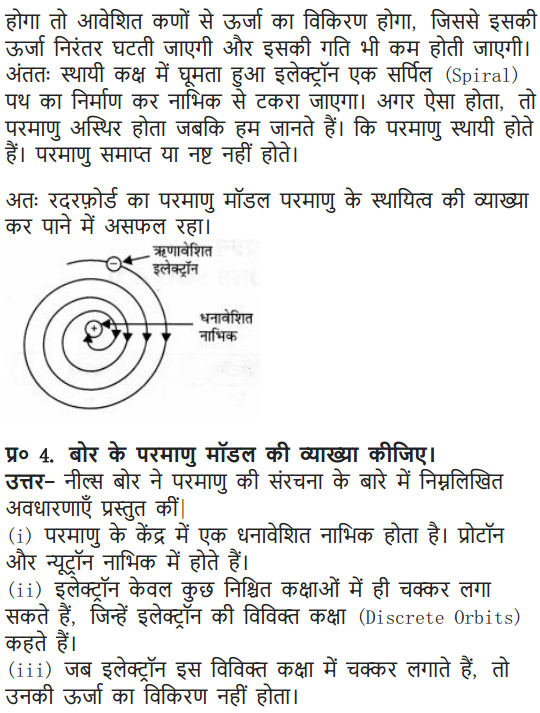 होगा तो आवेशित कणों से ऊर्जा का विकिरण होगा, जिससे इसकी
ऊर्जा निरंतर घटती जाएगी और इसकी गति भी कम होती जाएगी।
अंततः स्थायी कक्ष में घूमता हुआ इलेक्ट्रॉन एक सर्पिल (Spiral)
पथ का निर्माण कर नाभिक से टकरा जाएगा। अगर ऐसा होता, तो
परमाणु अस्थिर होता जबकि हम जानते हैं। कि परमाणु स्थायी होते
हैं। परमाणु समाप्त या नष्ट नहीं होते।
अतः रदरफ़ोर्ड का परमाणु मॉडल परमाणु के स्थायित्व की व्याख्या
कर पाने में असफल रहा।
ऋणावेशित
इलेक्ट्रॉन
धनावेशित
नाभिक
प्र० 4. बोर के परमाणु मॉडल की व्याख्या कीजिए।
उत्तर- नील्स बोर ने परमाणु की संरचना के बारे में निम्नलिखित
अवधारणाएँ प्रस्तुत कीं|
(i) परमाणु के केंद्र में एक धनावेशित नाभिक होता है। प्रोटॉन
और न्यूट्रॉन नाभिक में होते हैं।
(ii) इलेक्ट्रॉन केवल कुछ निश्चित कक्षाओं में ही चक्कर लगा
सकते हैं, जिन्हें इलेक्ट्रॉन की विविक्त कक्षा (Discrete Orbits)
कहते हैं।
(iii) जब इलेक्ट्रॉन इस विविक्त कक्षा में चक्कर लगाते हैं, तो
उनकी ऊर्जा का विकिरण नहीं होता।